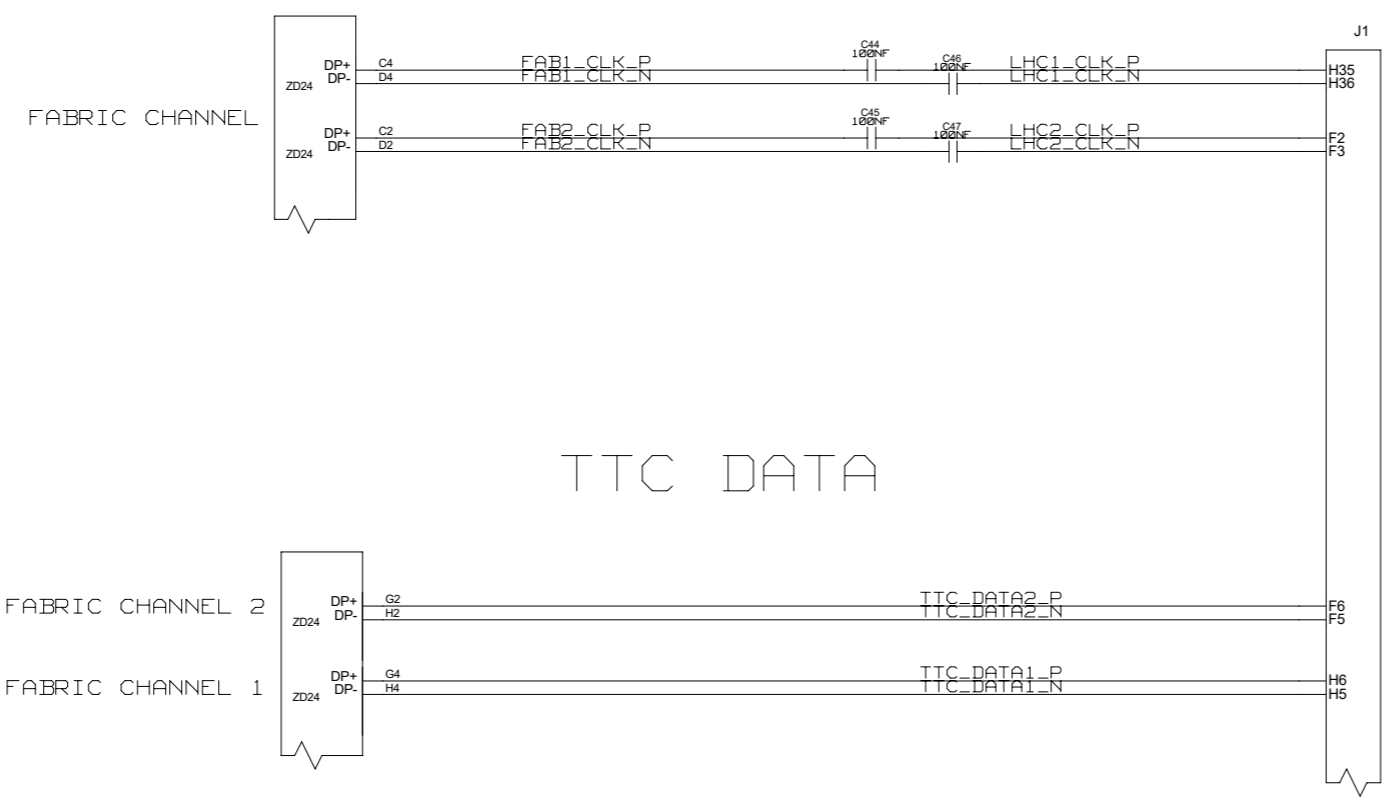 J1
C44
100NF
DP+ C4 FAB1_CLK_P C46 LHC1_CLK_P H35
100NF
DP- D4 FAB1_CLK_N LHC1_CLK_N H36
ZD24
FABRIC CHANNEL
C45
100NF
DP+ C2 FAB2_CLK_P C47 LHC2_CLK_P F2
100NF
DP- D2 FAB2_CLK_N LHC2_CLK_N F3
ZD24
TTC DATA
FABRIC CHANNEL 2
DP+ G2 TTC_DATA2_P F6
DP- H2 TTC_DATA2_N F5
ZD24
FABRIC CHANNEL 1
DP+ G4 TTC_DATA1_P H6
DP- H4 TTC_DATA1_N H5
ZD24